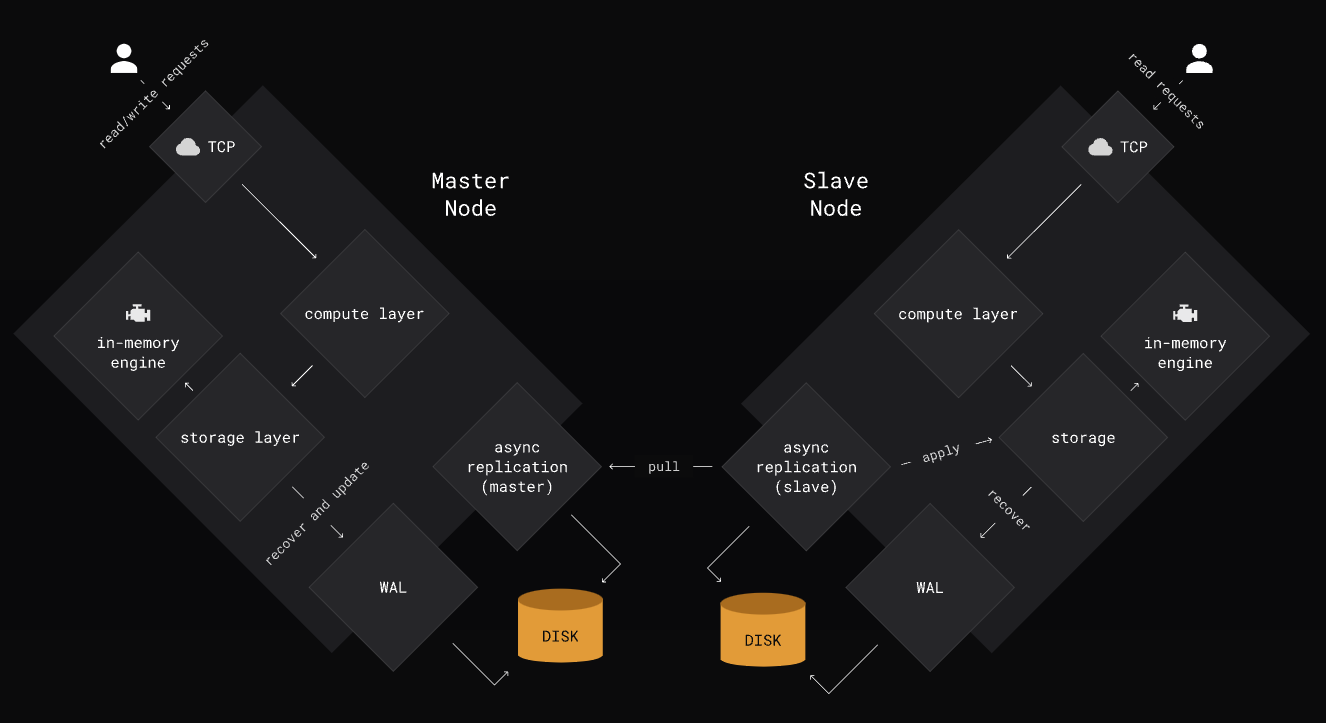 read/write requests
TCP
Master
Node
compute layer
in-memory
engine
storage layer
recover and update
WAL
async
replication
(master)
DISK
pull
read requests
TCP
Slave
Node
compute layer
in-memory
engine
storage
apply
recover
async
replication
(slave)
WAL
DISK